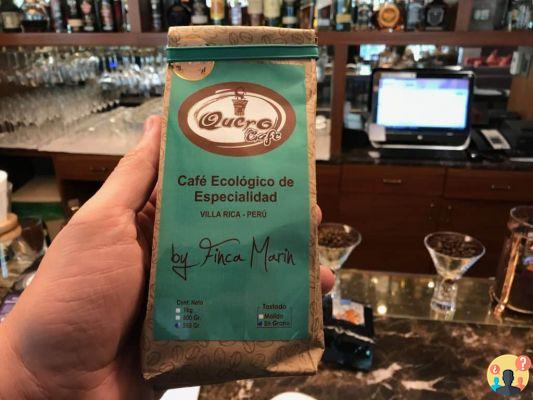 Quero
Café
Café Ecológico de
Especialidad
VILLA RICA - PERÚ
by Finca Marin
Cont. Neto
1Kg
500 Gr.
250 Gr.
Tostado
Molido
En Grano